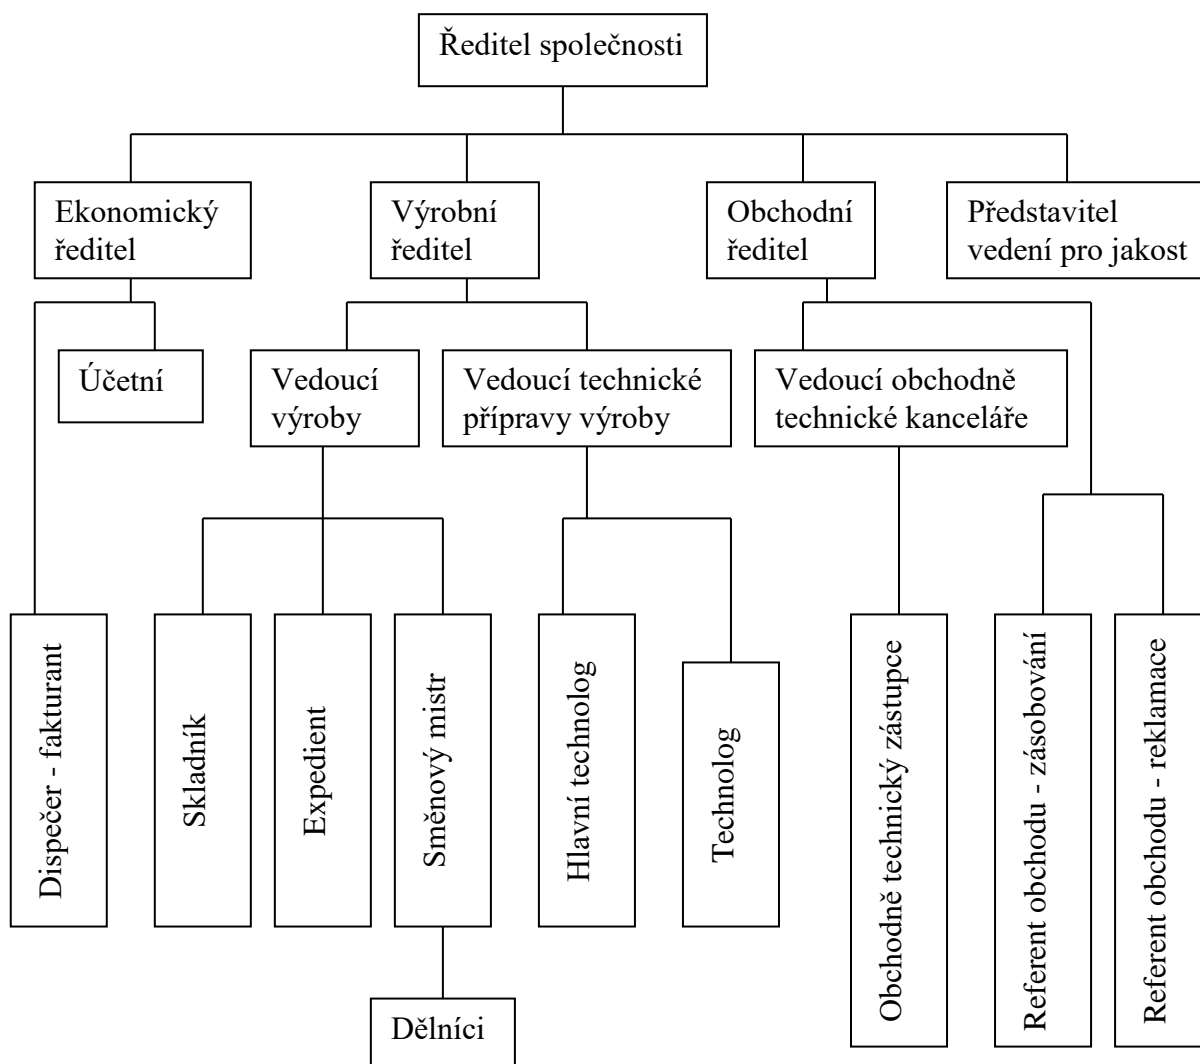 Ředitel společnosti
Ekonomický
ředitel
Výrobní
ředitel
Obchodní
ředitel
Představitel
vedení pro jakost
Účetní
Vedoucí
výroby
Vedoucí technické
přípravy výroby
Vedoucí obchodně
technické kanceláře
Dispečer - fakturant
Skladník
Expedient
Směnový mistr
Hlavní technolog
Technolog
Obchodně technický zástupce
Referent obchodu - zásobování
Referent obchodu - reklamace
Dělníci